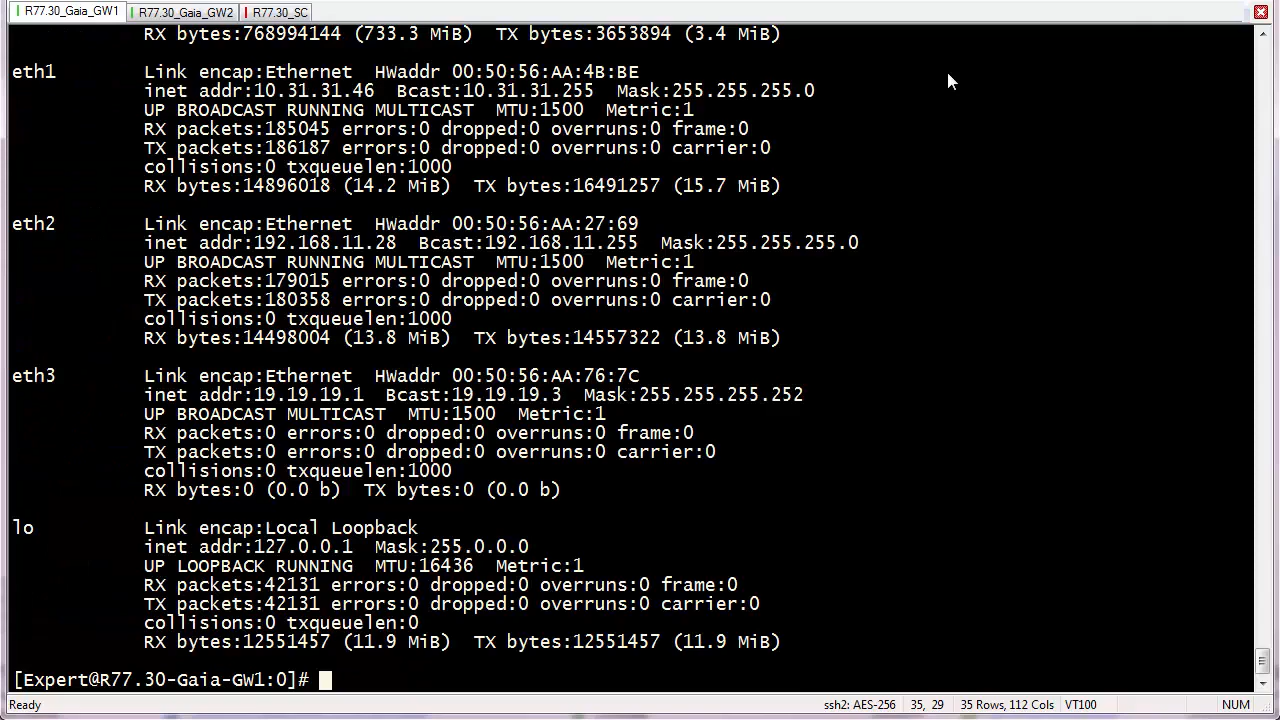 R77.30_Gaia_GW1 R77.30_Gaia_GW2 R77.30_SC
RX bytes:768994144 (733.3 MiB)  TX bytes:3653894 (3.4 MiB)
eth1 Link encap:Ethernet  HWaddr 00:50:56:AA:4B:BE
inet addr:10.31.31.46  Bcast:10.31.31.255  Mask:255.255.255.0
UP BROADCAST RUNNING MULTICAST  MTU:1500  Metric:1
RX packets:185045 errors:0 dropped:0 overruns:0 frame:0
TX packets:186187 errors:0 dropped:0 overruns:0 carrier:0
collisions:0 txqueuelen:1000
RX bytes:14896018 (14.2 MiB)  TX bytes:16491257 (15.7 MiB)
eth2 Link encap:Ethernet  HWaddr 00:50:56:AA:27:69
inet addr:192.168.11.28  Bcast:192.168.11.255  Mask:255.255.255.0
UP BROADCAST RUNNING MULTICAST  MTU:1500  Metric:1
RX packets:179015 errors:0 dropped:0 overruns:0 frame:0
TX packets:180358 errors:0 dropped:0 overruns:0 carrier:0
collisions:0 txqueuelen:1000
RX bytes:14498004 (13.8 MiB)  TX bytes:14557322 (13.8 MiB)
eth3 Link encap:Ethernet  HWaddr 00:50:56:AA:76:7C
inet addr:19.19.19.1  Bcast:19.19.19.3  Mask:255.255.255.252
UP BROADCAST MULTICAST  MTU:1500  Metric:1
RX packets:0 errors:0 dropped:0 overruns:0 frame:0
TX packets:0 errors:0 dropped:0 overruns:0 carrier:0
collisions:0 txqueuelen:1000
RX bytes:0 (0.0 b)  TX bytes:0 (0.0 b)
lo Link encap:Local Loopback
inet addr:127.0.0.1  Mask:255.0.0.0
UP LOOPBACK RUNNING  MTU:16436  Metric:1
RX packets:42131 errors:0 dropped:0 overruns:0 frame:0
TX packets:42131 errors:0 dropped:0 overruns:0 carrier:0
collisions:0 txqueuelen:0
RX bytes:12551457 (11.9 MiB)  TX bytes:12551457 (11.9 MiB)
[Expert@R77.30-Gaia-GW1:0]#
Ready ssh2: AES-256 35, 29 35 Rows, 112 Cols VT100 NUM